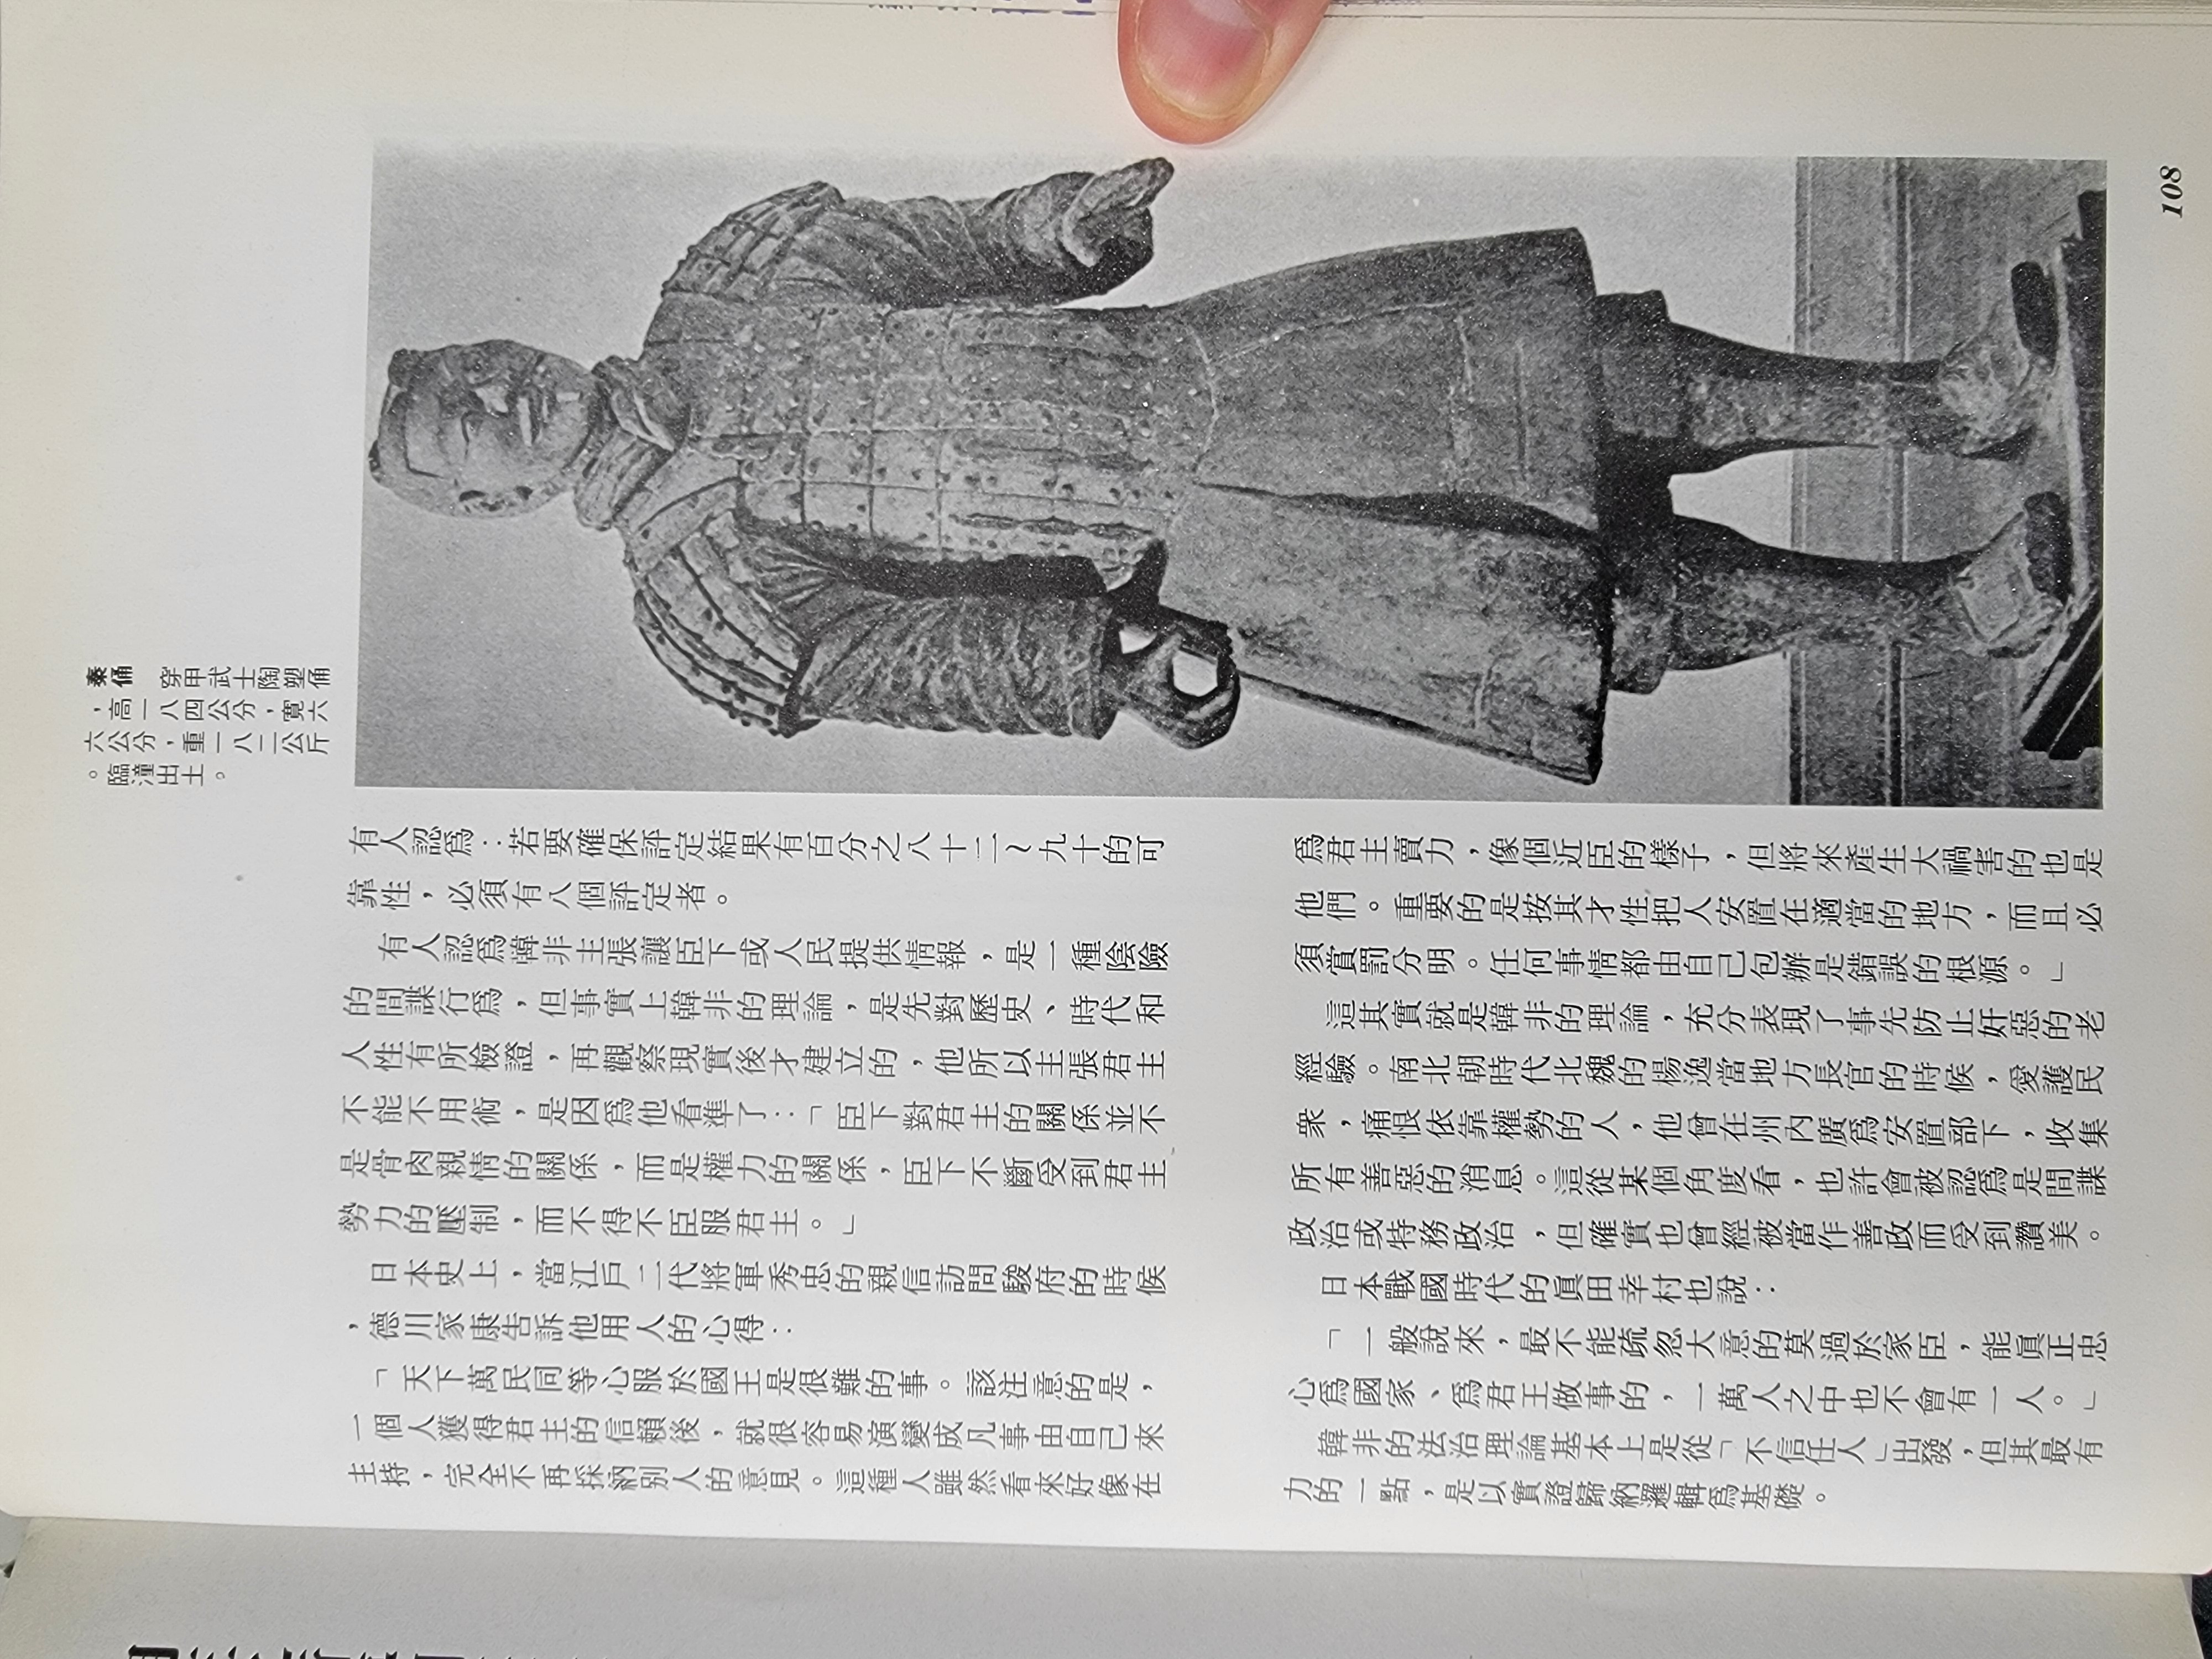 秦俑　穿甲武士陶塑俑
，高一八四公分，寬六
六公分，重一八二公斤
。臨潼出土。
有人認爲：若要確保評定結果有百分之八十二～九十的可
靠性，必須有八個評定者。
有人認爲韓非主張讓臣下或人民提供情報，是一種陰險
的間諜行爲，但事實上韓非的理論，是先對歷史、時代和
人性有所檢證，再觀察現實後才建立的，他所以主張君主
不能不用術，是因爲他看準了：「臣下對君主的關係並不
是骨肉親情的關係，而是權力的關係，臣下不斷受到君主
勢力的壓制，而不得不臣服君主。」
日本史上，當江戶二代將軍秀忠的親信訪問駿府的時候
，德川家康告訴他用人的心得：
「天下萬民同等心服於國王是很難的事。該注意的是，
一個人獲得君主的信賴後，就很容易演變成凡事由自己來
主持，完全不再採納別人的意見。這種人雖然看來好像在
爲君主賣力，像個近臣的樣子，但將來產生大禍害的也是
他們。重要的是按其才性把人安置在適當的地方，而且必
須賞罰分明。任何事情都由自己包辦是錯誤的根源。」
這其實就是韓非的理論，充分表現了事先防止奸惡的老
經驗。南北朝時代北魏的楊逸當地方長官的時候，愛護民
衆，痛恨依靠權勢的人，他曾在州內廣爲安置部下，收集
所有善惡的消息。這從某個角度看，也許會被認爲是間諜
政治或特務政治，但確實也曾經被當作善政而受到讚美。
日本戰國時代的眞田幸村也說：
「一般說來，最不能疏忽大意的莫過於家臣，能眞正忠
心爲國家、爲君王做事的，一萬人之中也不會有一人。」
韓非的法治理論基本上是從「不信任人」出發，但其最有
力的一點，是以實證歸納邏輯爲基礎。
108